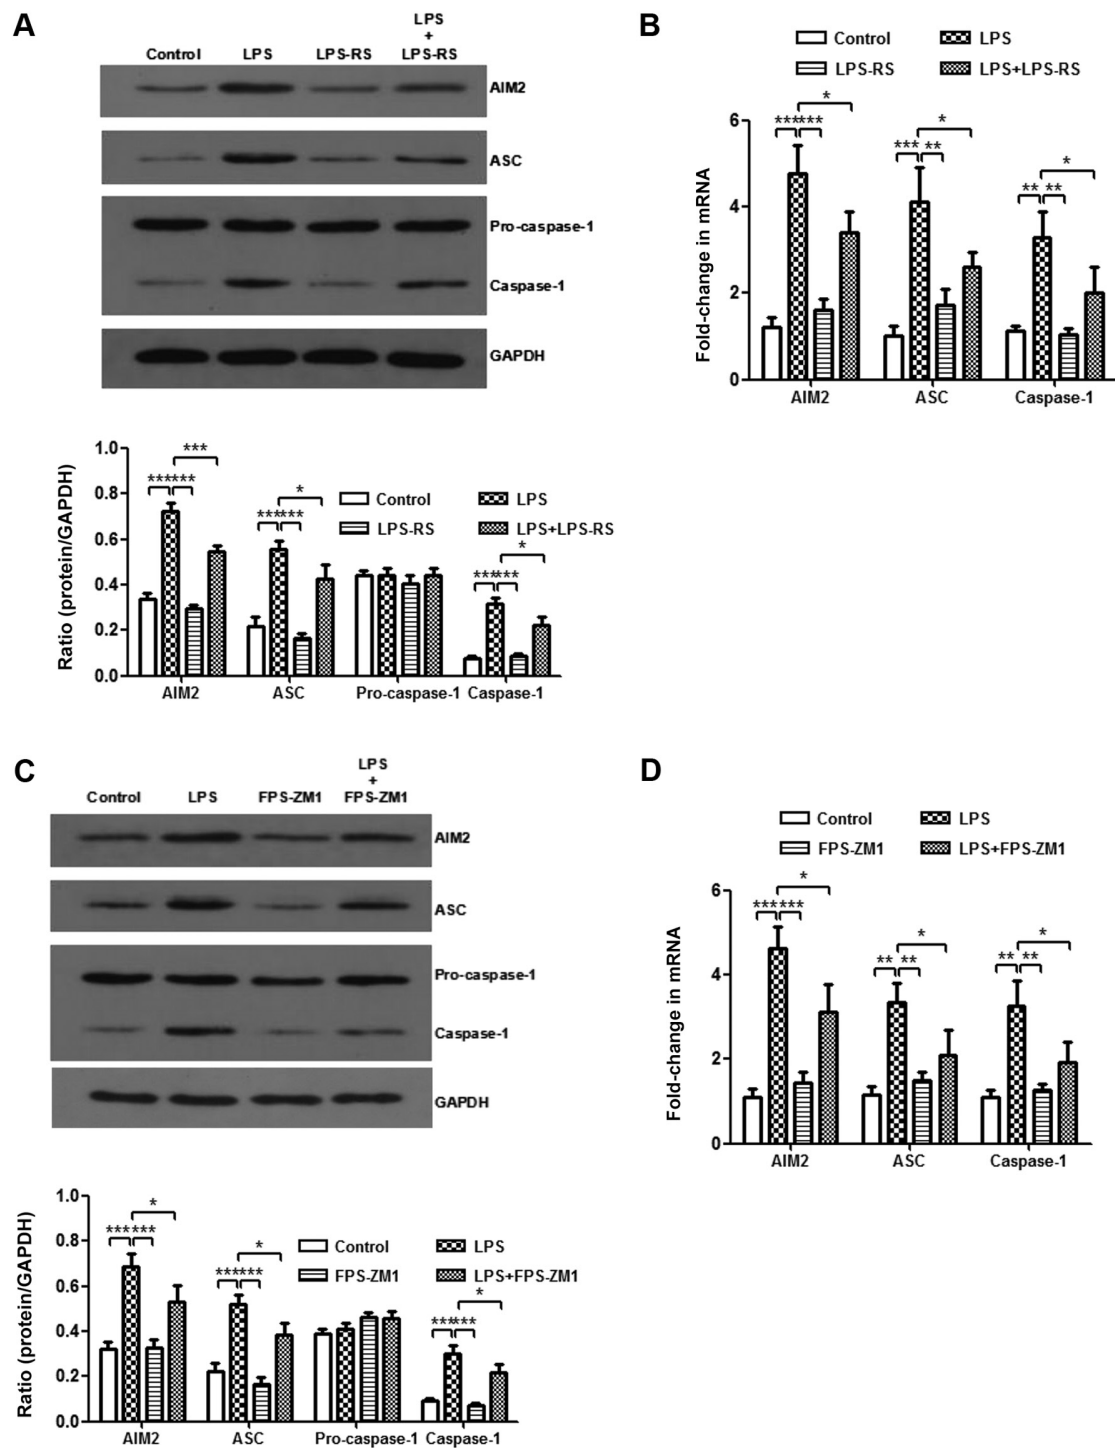 A
Control LPS LPS-RS LPS + LPS-RS
AIM2
ASC
Pro-caspase-1
Caspase-1
GAPDH
1.0
0.8
0.6
0.4
0.2
0.0
Ratio (protein/GAPDH)
Control LPS
LPS-RS LPS+LPS-RS
*** *** ***
*** *** *
*** *** *
AIM2 ASC Pro-caspase-1 Caspase-1
B
Control LPS
LPS-RS LPS+LPS-RS
6
4
2
0
Fold-change in mRNA
*** *** *
*** ** *
** ** *
AIM2 ASC Caspase-1
C
Control LPS FPS-ZM1 LPS + FPS-ZM1
AIM2
ASC
Pro-caspase-1
Caspase-1
GAPDH
1.0
0.8
0.6
0.4
0.2
0.0
Ratio (protein/GAPDH)
Control LPS
FPS-ZM1 LPS+FPS-ZM1
*** *** *
*** *** *
*** *** *
AIM2 ASC Pro-caspase-1 Caspase-1
D
Control LPS
FPS-ZM1 LPS+FPS-ZM1
6
4
2
0
Fold-change in mRNA
*** *** *
** ** *
** ** *
AIM2 ASC Caspase-1